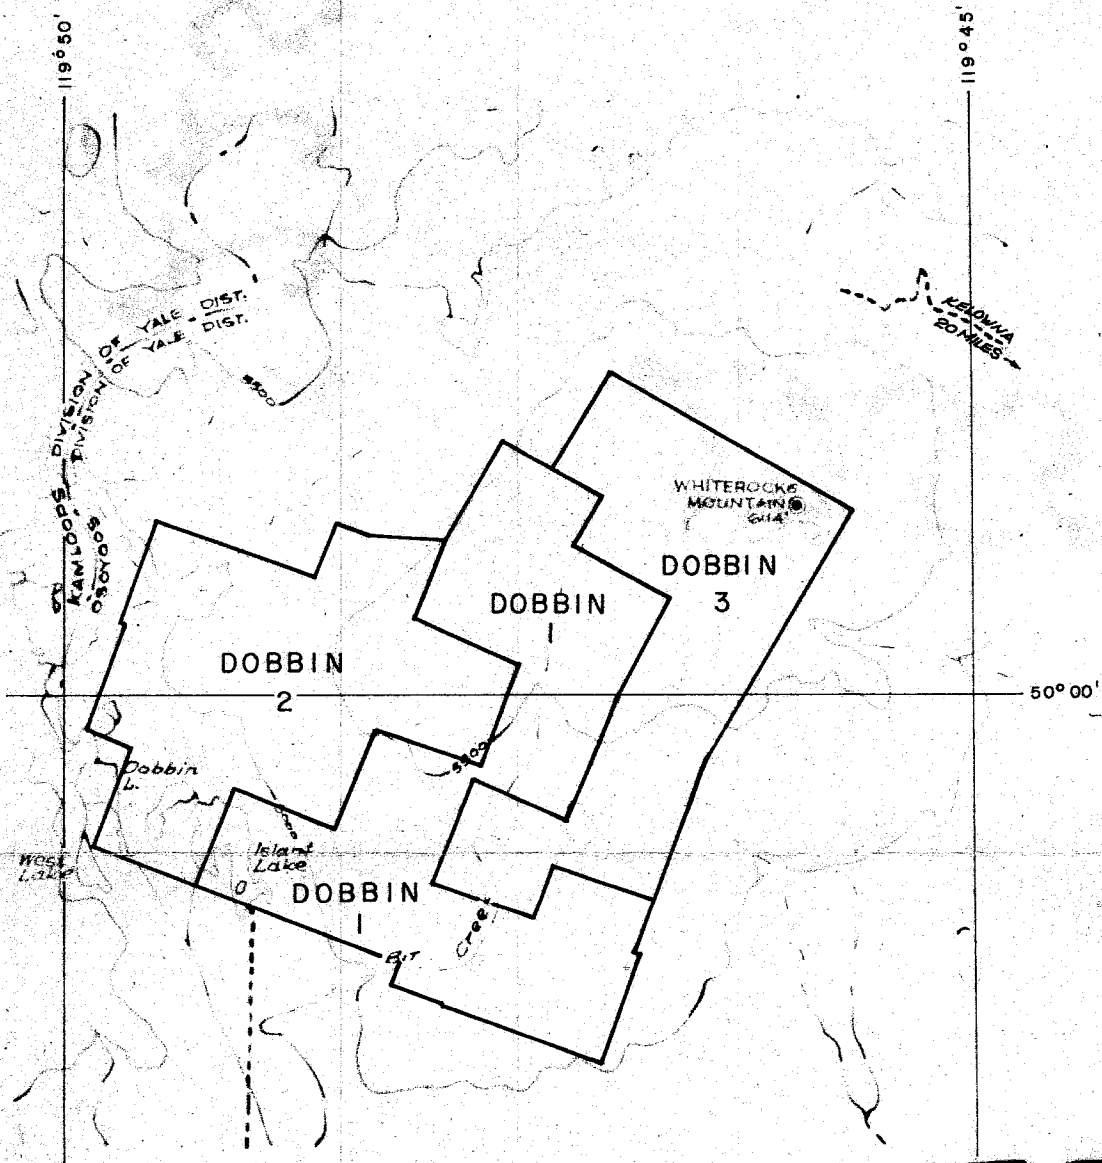 119°50'
119°45'
OF YALE DIST.
OF YALE DIST.
KAMLOOPS DIVISION
OSOYOOS DIVISION
5500
KELOWNA
20 MILES
WHITEROCKS
MOUNTAIN
6114'
DOBBIN
3
DOBBIN
1
DOBBIN
2
50°00'
5500
Dobbin
L.
Island
Lake
West
Lake
DOBBIN
1
Creek